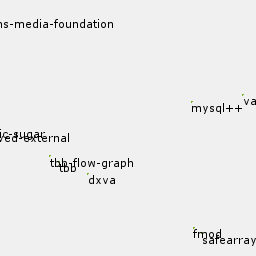 ns-media-foundation
va
mysql++
ic-sugar
ved-external
tbb-flow-graph
tbb
dxva
fmod
safearray